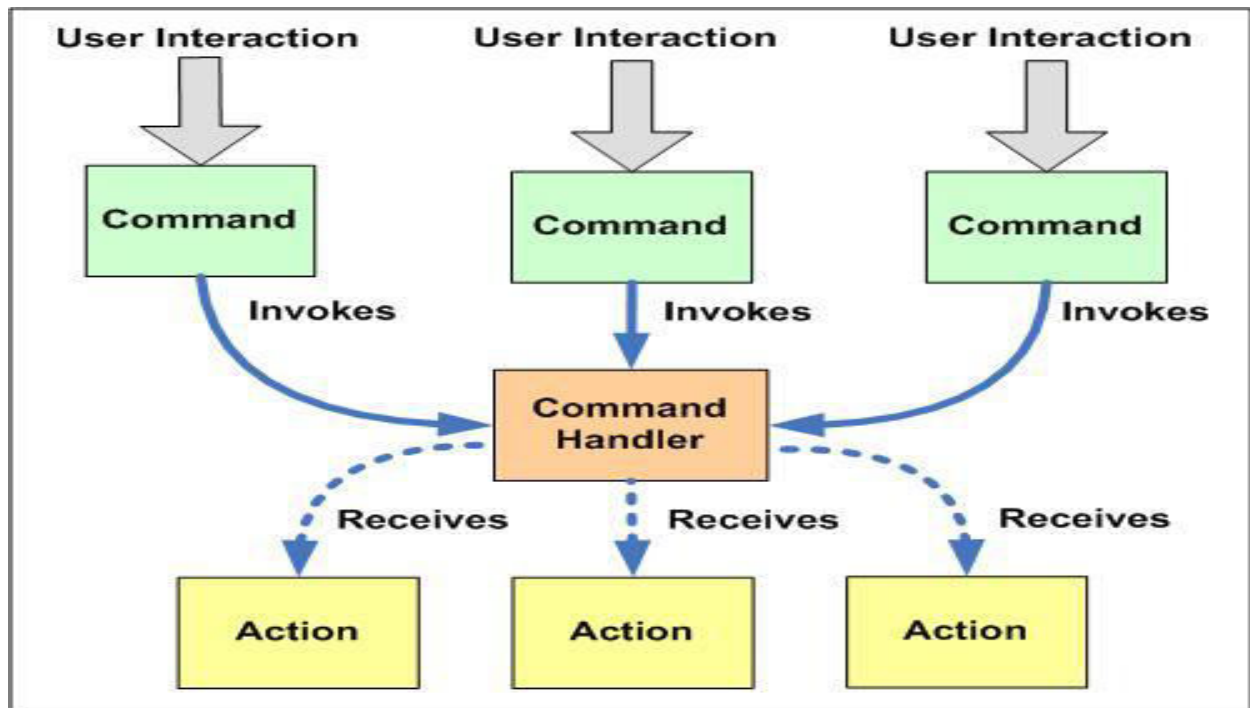 User Interaction
User Interaction
User Interaction
Command
Command
Command
Invokes
Invokes
Invokes
Command
Handler
Receives
Receives
Receives
Action
Action
Action